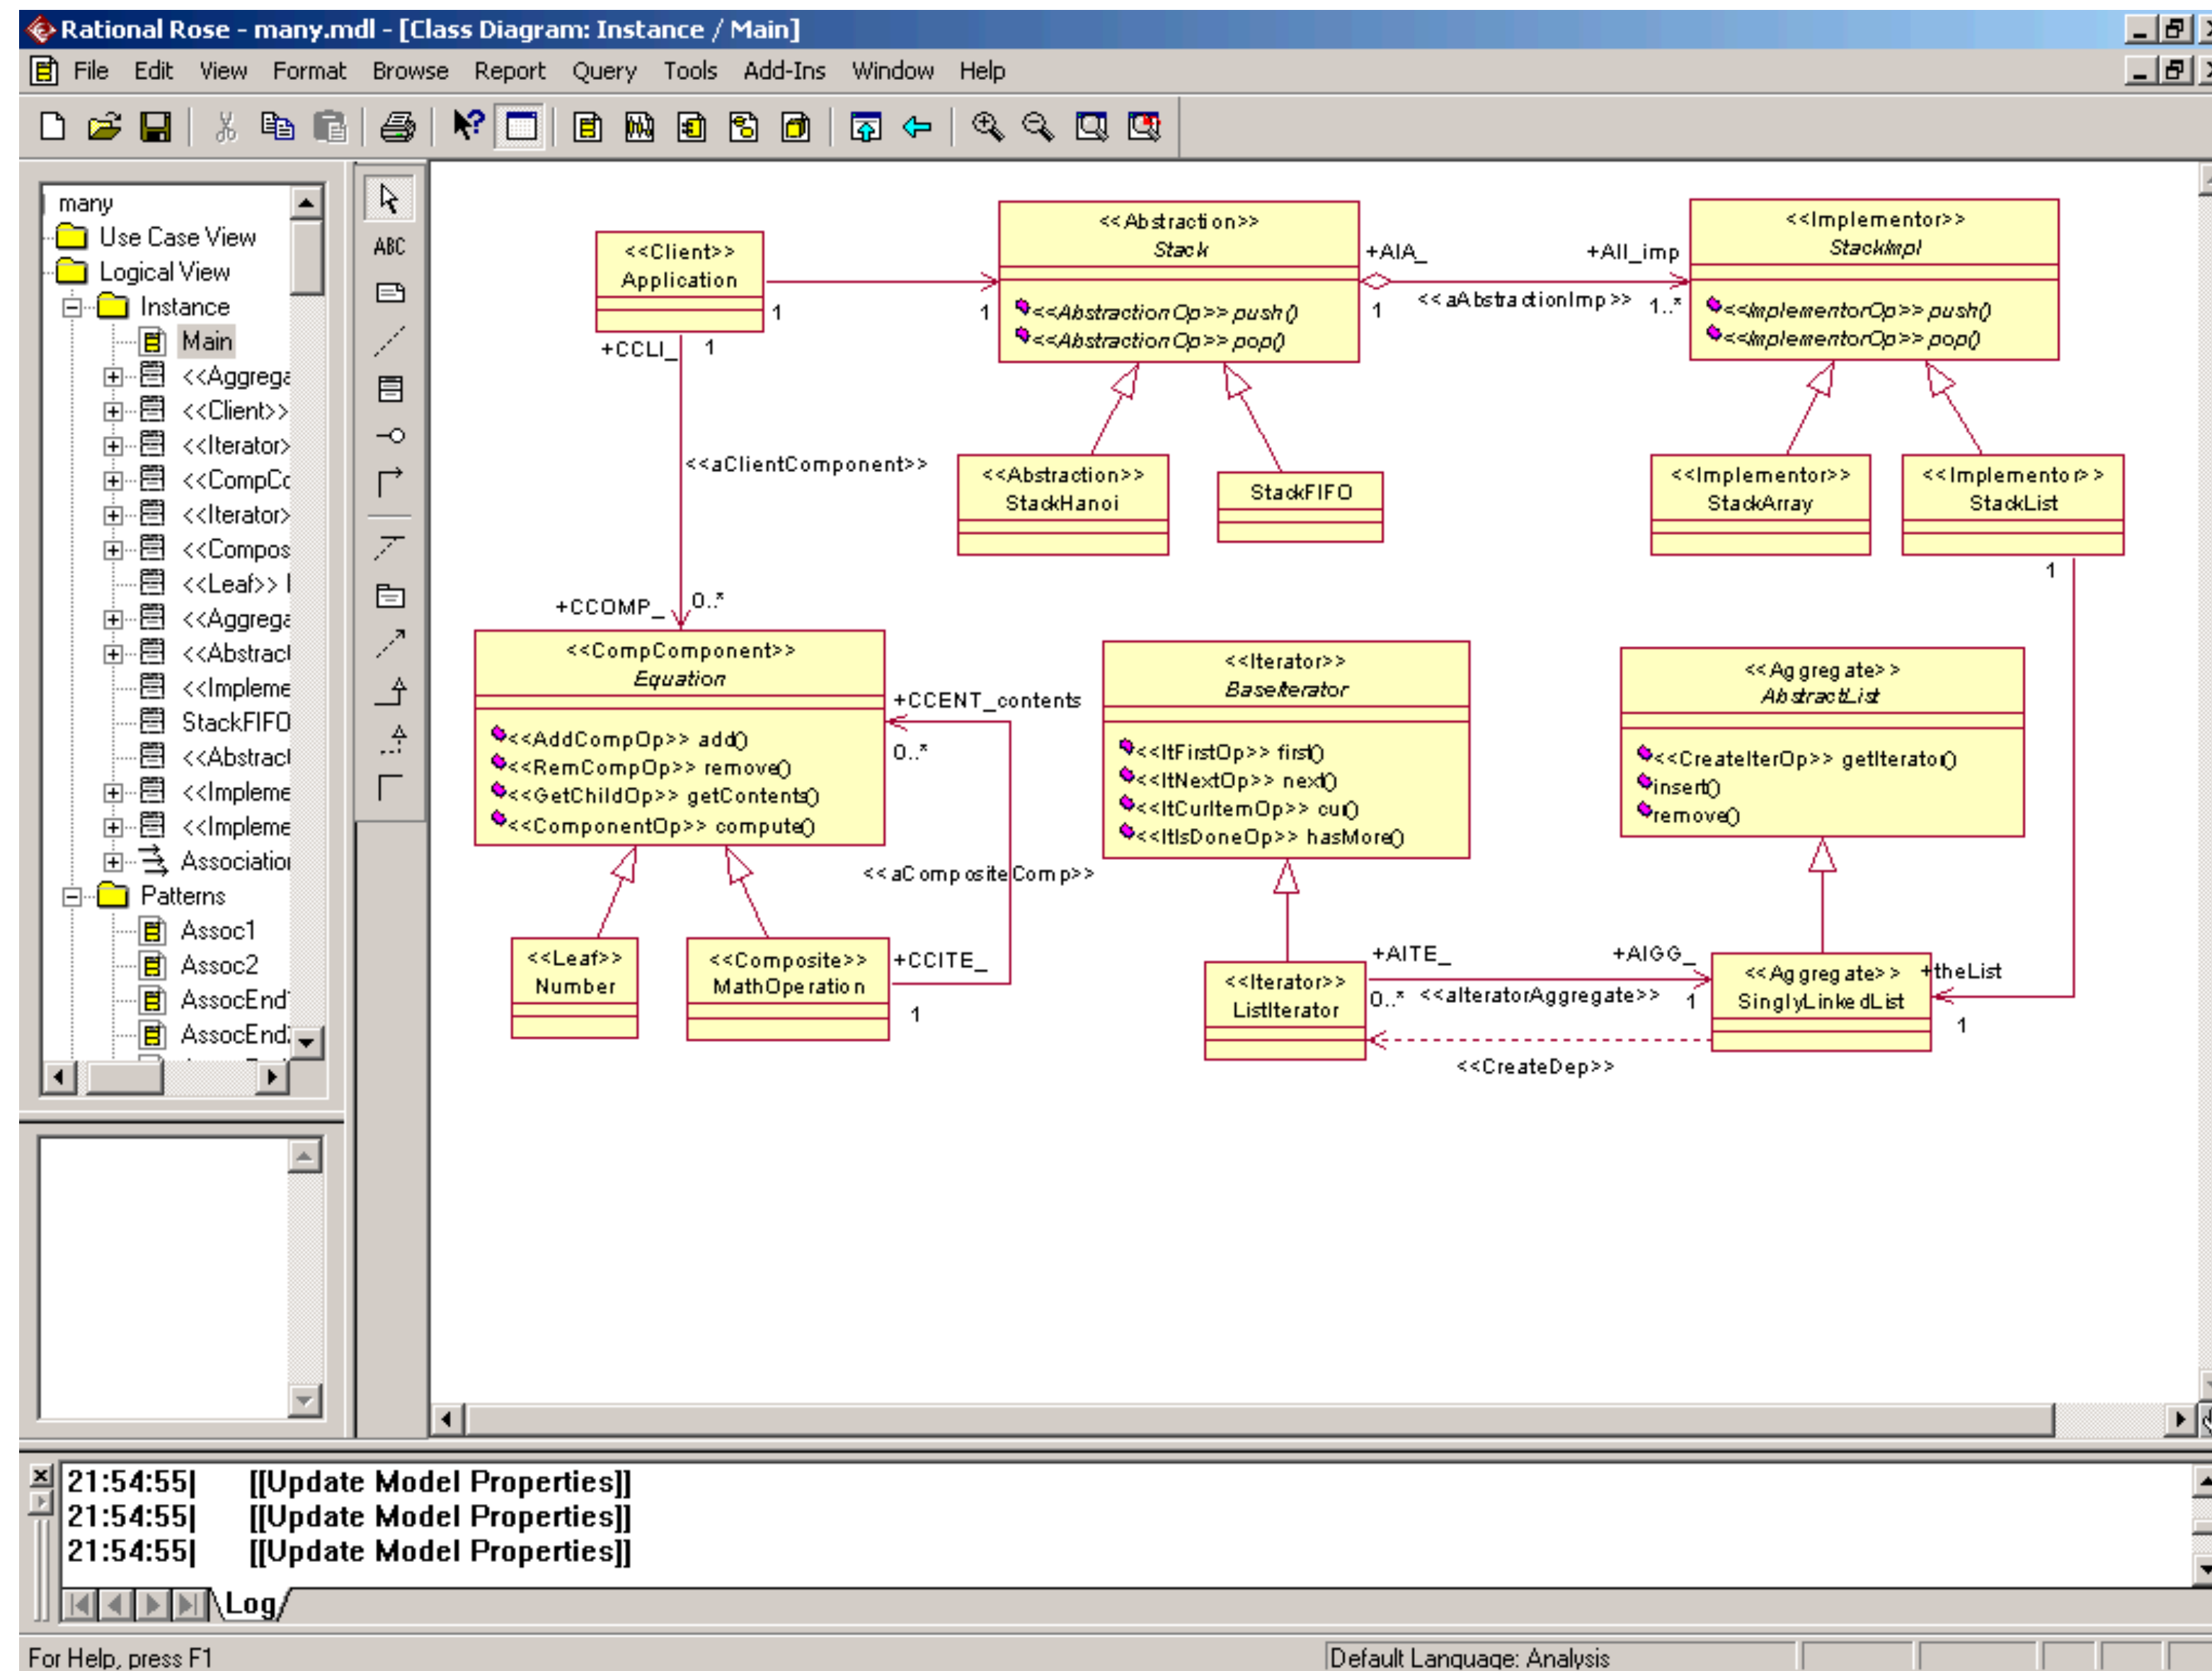 Rational Rose - many.mdl - [Class Diagram: Instance / Main]
File Edit View Format Browse Report Query Tools Add-Ins Window Help
many
Use Case View
Logical View
Instance
Main
<<Aggrega
<<Client>>
<<Iterator>
<<CompCo
<<Iterator>
<<Compos
<<Leaf>>
<<Aggrega
<<Abstract
<<Impleme
StackFIFO
<<Abstract
<<Impleme
<<Impleme
Association
Patterns
Assoc1
Assoc2
AssocEnd
AssocEnd
ABC
<<Client>>
Application
1
1
+CCLI_
1
<<aClientComponent>>
+CCOMP_
0..*
<<Abstraction>>
Stack
<<AbstractionOp>> push()
<<AbstractionOp>> pop()
+AIA_
1
<<aAbstractionImp>>
+AII_imp
1..*
<<Implementor>>
StackImpl
<<ImplementorOp>> push()
<<ImplementorOp>> pop()
<<Abstraction>>
StackHanoi
StackFIFO
<<Implementor>>
StackArray
<<Implementor>>
StackList
1
<<CompComponent>>
Equation
<<AddCompOp>> add()
<<RemCompOp>> remove()
<<GetChildOp>> getContents()
<<ComponentOp>> compute()
+CCENT_contents
0..*
<<aCompositeComp>>
<<Leaf>>
Number
<<Composite>>
MathOperation
+CCITE_
1
<<Iterator>>
BaseIterator
<<ItFirstOp>> first()
<<ItNextOp>> next()
<<ItCurItemOp>> cur()
<<ItIsDoneOp>> hasMore()
<<Aggregate>>
AbstractList
<<CreateIterOp>> getIterator()
insert()
remove()
<<Iterator>>
ListIterator
+AITE_
0..*
<<aIteratorAggregate>>
+AIGG_
1
<<CreateDep>>
<<Aggregate>>
SinglyLinkedList
+theList
1
21:54:55| [[Update Model Properties]]
21:54:55| [[Update Model Properties]]
21:54:55| [[Update Model Properties]]
Log
For Help, press F1
Default Language: Analysis